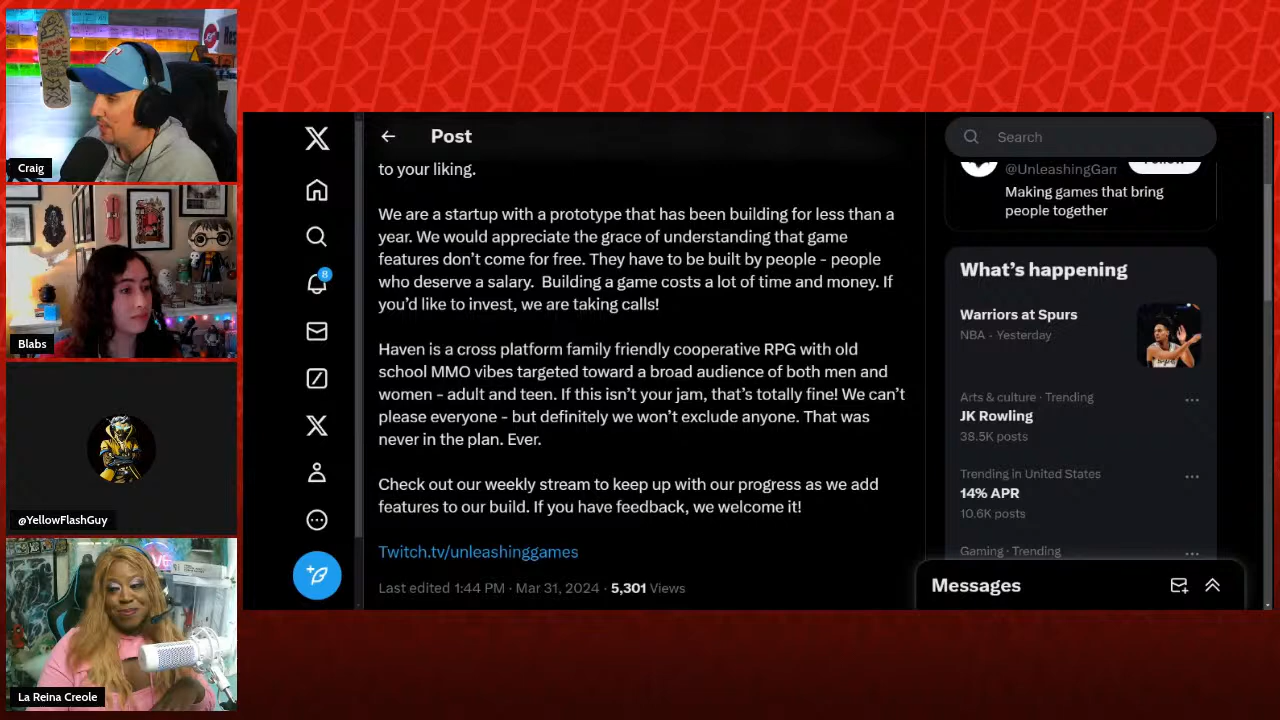 Craig
Blabs
@YellowFlashGuy
La Reina Creole
Post
to your liking.
We are a startup with a prototype that has been building for less than a
year. We would appreciate the grace of understanding that game
features don't come for free. They have to be built by people - people
who deserve a salary.  Building a game costs a lot of time and money. If
you'd like to invest, we are taking calls!
Haven is a cross platform family friendly cooperative RPG with old
school MMO vibes targeted toward a broad audience of both men and
women - adult and teen. If this isn't your jam, that's totally fine! We can't
please everyone - but definitely we won't exclude anyone. That was
never in the plan. Ever.
Check out our weekly stream to keep up with our progress as we add
features to our build. If you have feedback, we welcome it!
Twitch.tv/unleashinggames
Last edited 1:44 PM · Mar 31, 2024 · 5,301 Views
8
Search
@UnleashingGam
Making games that bring
people together
What's happening
Warriors at Spurs
NBA · Yesterday
Arts & culture · Trending
JK Rowling
38.5K posts
Trending in United States
14% APR
10.6K posts
Gaming · Trending
Messages